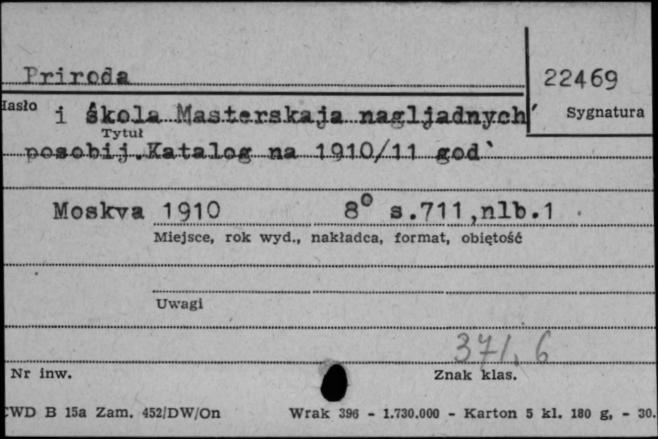 Priroda
22469
Hasło
i škola Masterskaja nagljadnych'
Sygnatura
Tytuł
posobij.Katalog na 1910/11 god`
Moskva 1910 8° s.711,nlb.1
Miejsce, rok wyd., nakładca, format, obiętość
Uwagi
371.6
Nr inw.
Znak klas.
CWD B 15a Zam. 452/DW/On Wrak 396 - 1.730.000 - Karton 5 kl. 180 g, - 30.